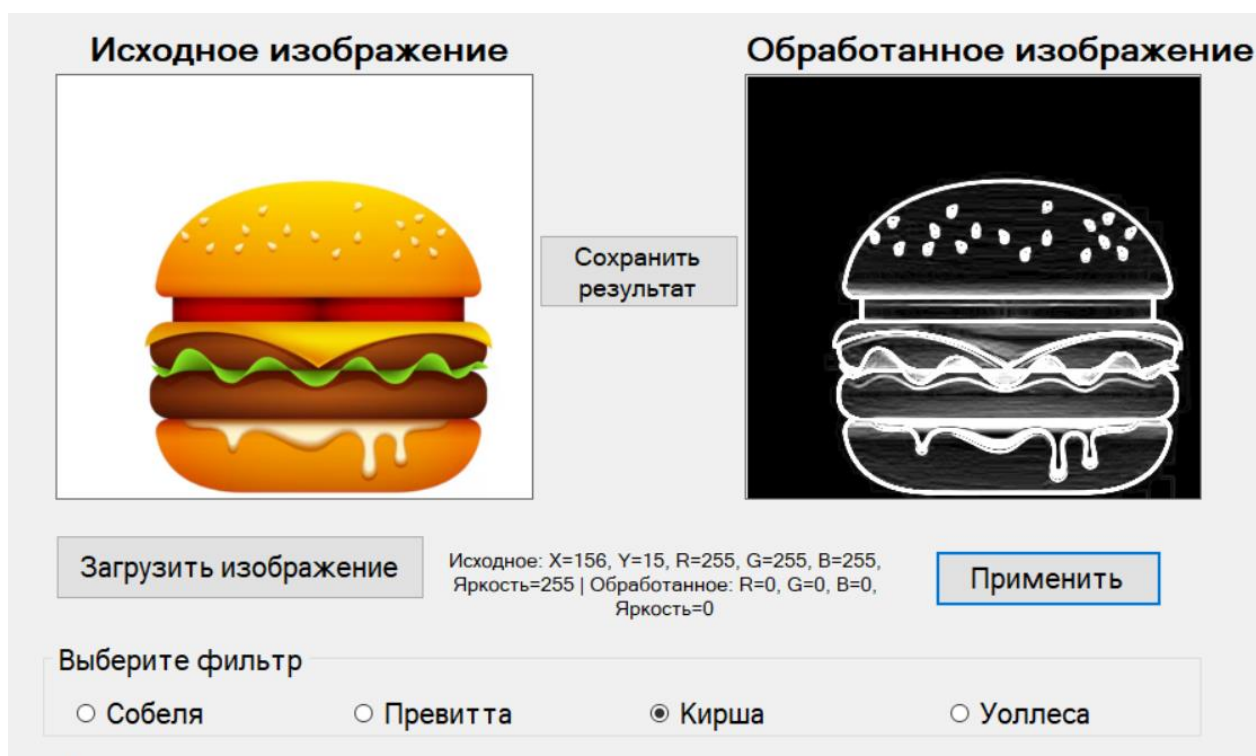 Исходное изображение
Обработанное изображение
Сохранить
результат
Загрузить изображение
Исходное: X=156, Y=15, R=255, G=255, B=255,
Яркость=255 | Обработанное: R=0, G=0, B=0,
Яркость=0
Применить
Выберите фильтр
Собеля
Превитта
Кирша
Уоллеса